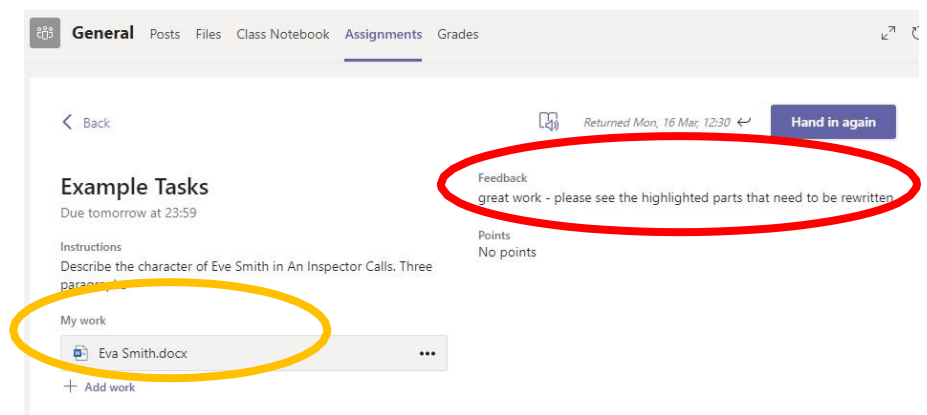 General Posts Files Class Notebook Assignments Grades
Back
Returned Mon, 16 Mar, 12:30
Hand in again
Example Tasks
Due tomorrow at 23:59
Instructions
Describe the character of Eve Smith in An Inspector Calls. Three
paragraphs
My work
Eva Smith.docx
+ Add work
Feedback
great work - please see the highlighted parts that need to be rewritten
Points
No points